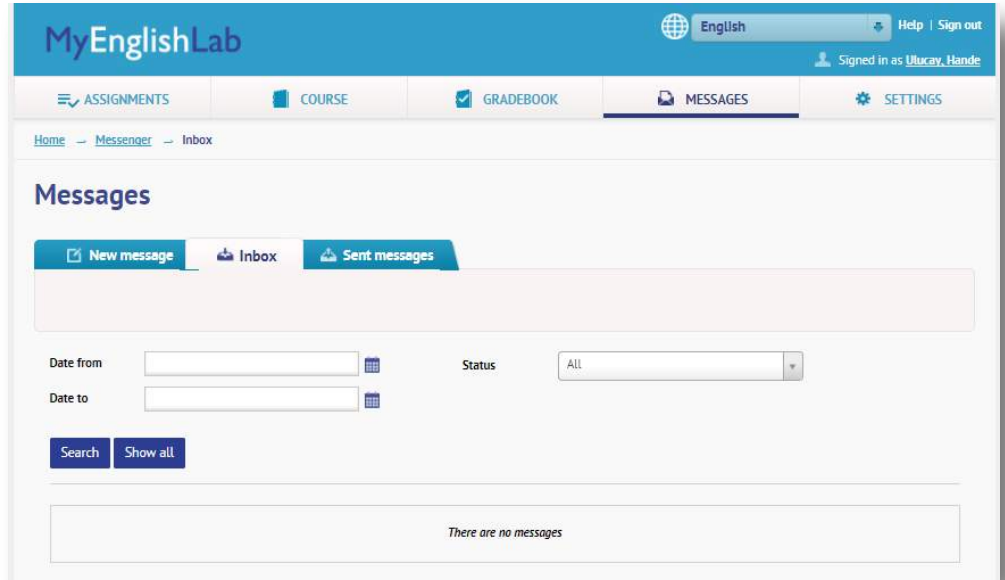 MyEnglishLab
English
Help | Sign out
Signed in as Ulucay, Hande
ASSIGNMENTS COURSE GRADEBOOK MESSAGES SETTINGS
Home → Messenger → Inbox
Messages
New message Inbox Sent messages
Date from Status All
Date to
Search Show all
There are no messages